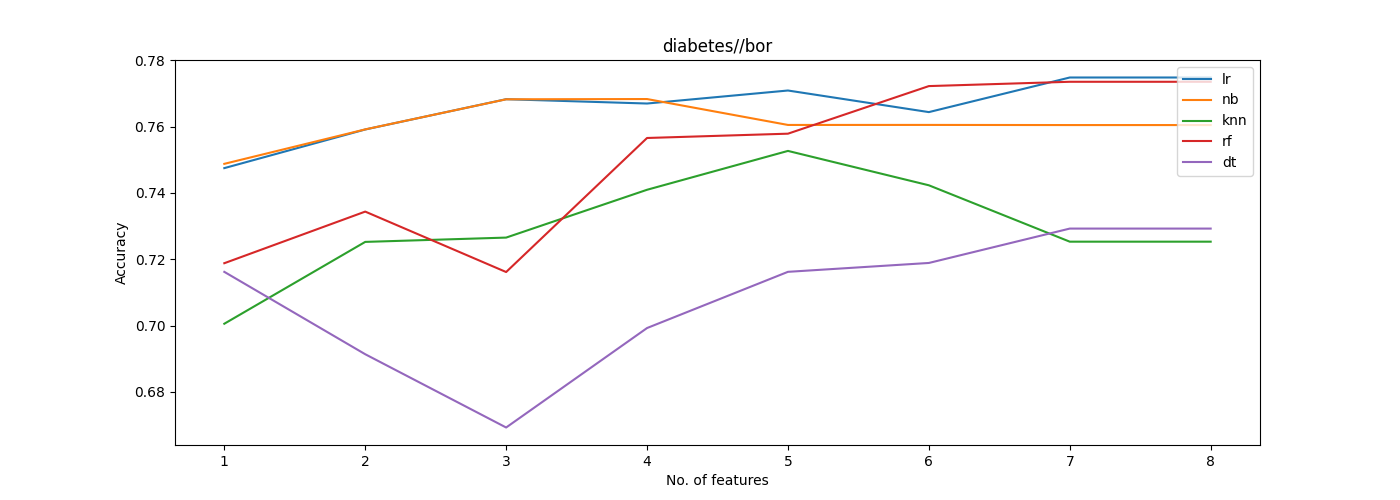 diabetes//bor
0.78
0.76
0.74
0.72
0.70
0.68
Accuracy
1 2 3 4 5 6 7 8
No. of features
lr
nb
knn
rf
dt